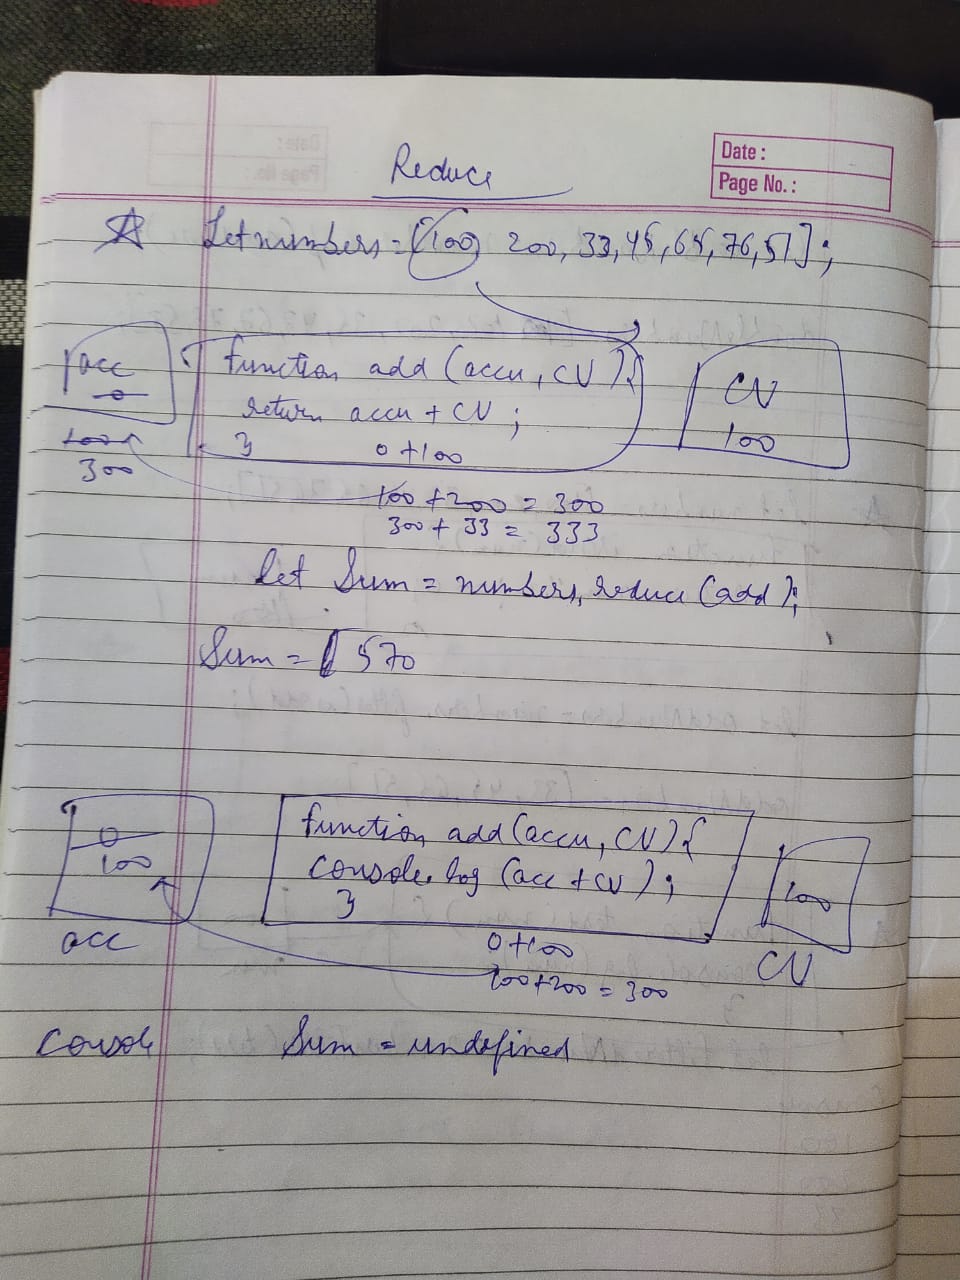 Date :
Page No. :
Reduce
Let numbers = [100, 200, 33, 45, 65, 76, 51];
acc
0
100
300
function add (accu, CV) {
return accu + CV ;
}
0 + 100
CV
100
100 + 200 = 300
300 + 33 = 333
let Sum = numbers, reduce (add);
Sum = 570
0
100
acc
function add (accu, CV) {
console.log (acc + cv) ;
}
0 + 100
100 + 200 = 300
100
CV
Console
Sum = undefined